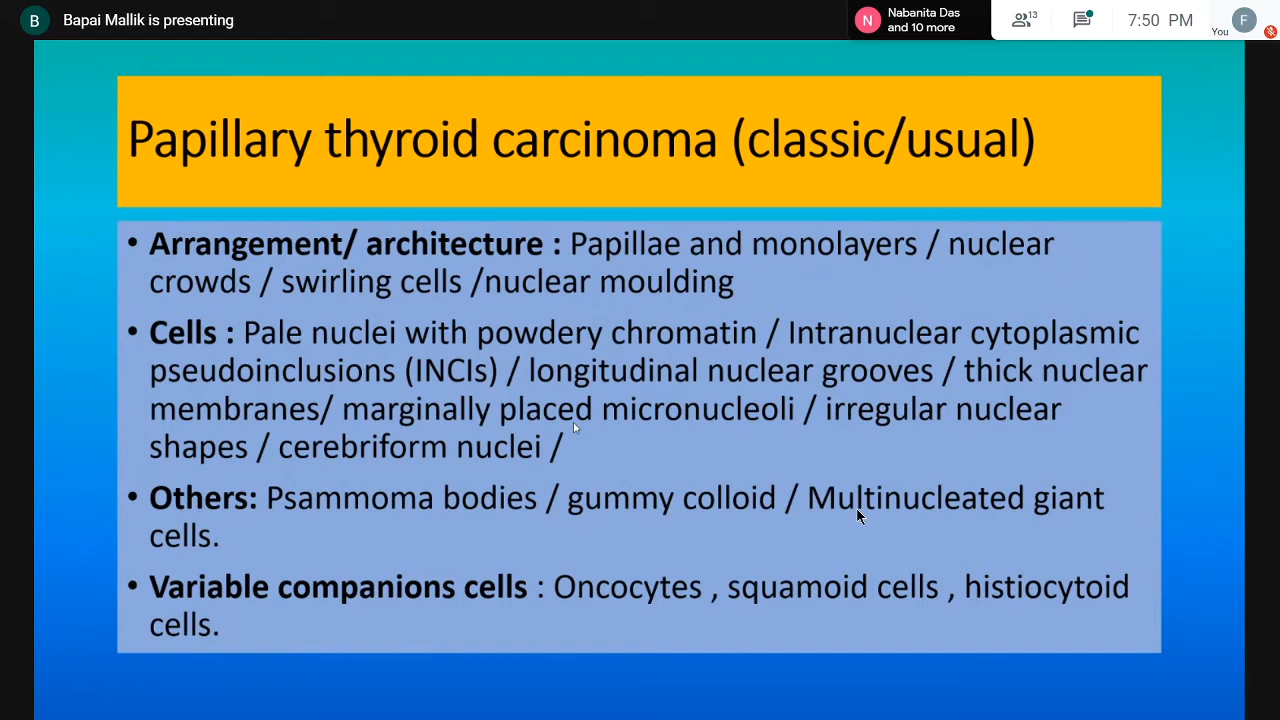 B Bapai Mallik is presenting
N Nabanita Das
and 10 more
13
7:50 PM
You
F
Papillary thyroid carcinoma (classic/usual)
• Arrangement/ architecture : Papillae and monolayers / nuclear
crowds / swirling cells /nuclear moulding
• Cells : Pale nuclei with powdery chromatin / Intranuclear cytoplasmic
pseudoinclusions (INCIs) / longitudinal nuclear grooves / thick nuclear
membranes/ marginally placed micronucleoli / irregular nuclear
shapes / cerebriform nuclei /
• Others: Psammoma bodies / gummy colloid / Multinucleated giant
cells.
• Variable companions cells : Oncocytes , squamoid cells , histiocytoid
cells.